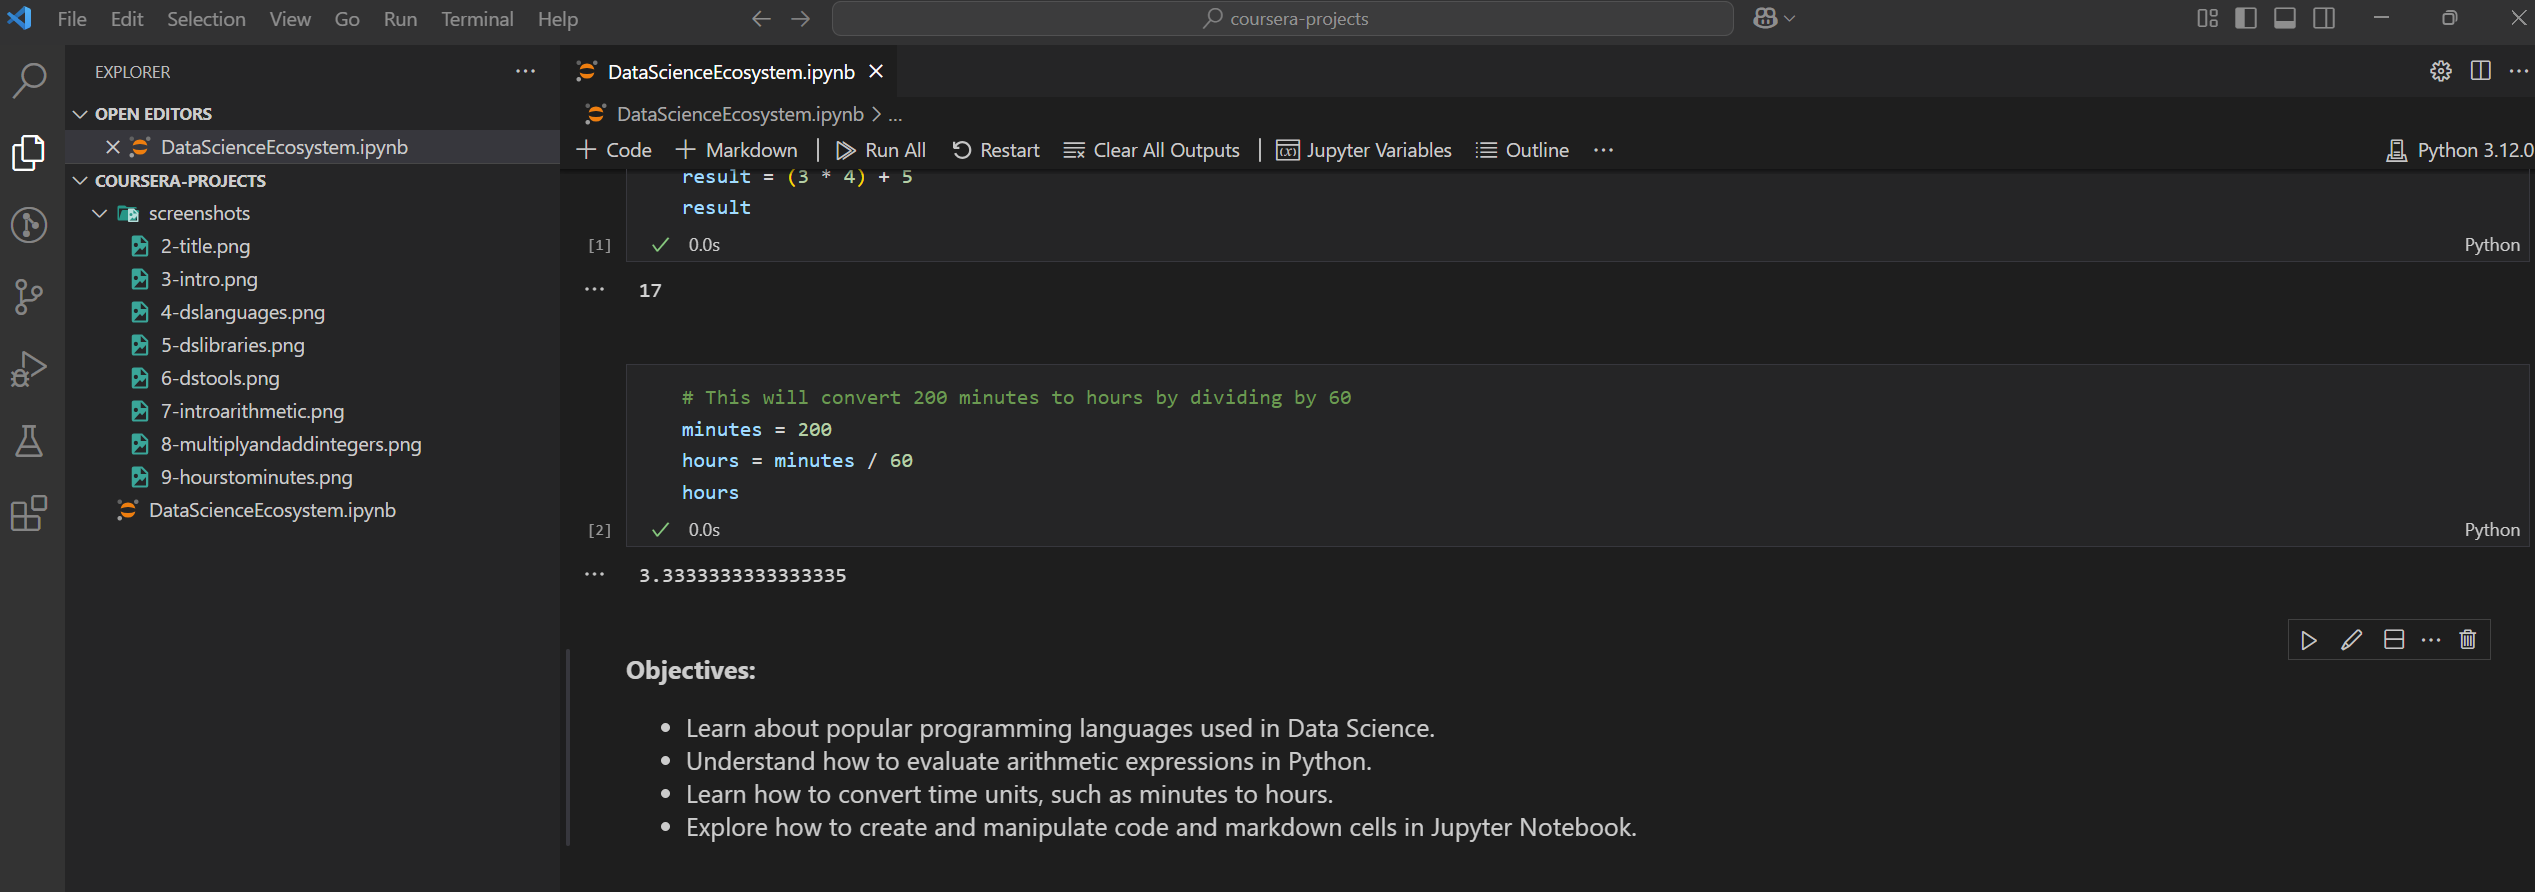 File Edit Selection View Go Run Terminal Help
coursera-projects
EXPLORER
OPEN EDITORS
DataScienceEcosystem.ipynb
COURSERA-PROJECTS
screenshots
2-title.png
3-intro.png
4-dslanguages.png
5-dslibraries.png
6-dstools.png
7-introarithmetic.png
8-multiplyandaddintegers.png
9-hourstominutes.png
DataScienceEcosystem.ipynb
DataScienceEcosystem.ipynb
DataScienceEcosystem.ipynb > ...
Code Markdown Run All Restart Clear All Outputs Jupyter Variables Outline ... Python 3.12.0
result = (3 * 4) + 5
result
[1] 0.0s Python
17
# This will convert 200 minutes to hours by dividing by 60
minutes = 200
hours = minutes / 60
hours
[2] 0.0s Python
3.3333333333333335
Objectives:
• Learn about popular programming languages used in Data Science.
• Understand how to evaluate arithmetic expressions in Python.
• Learn how to convert time units, such as minutes to hours.
• Explore how to create and manipulate code and markdown cells in Jupyter Notebook.